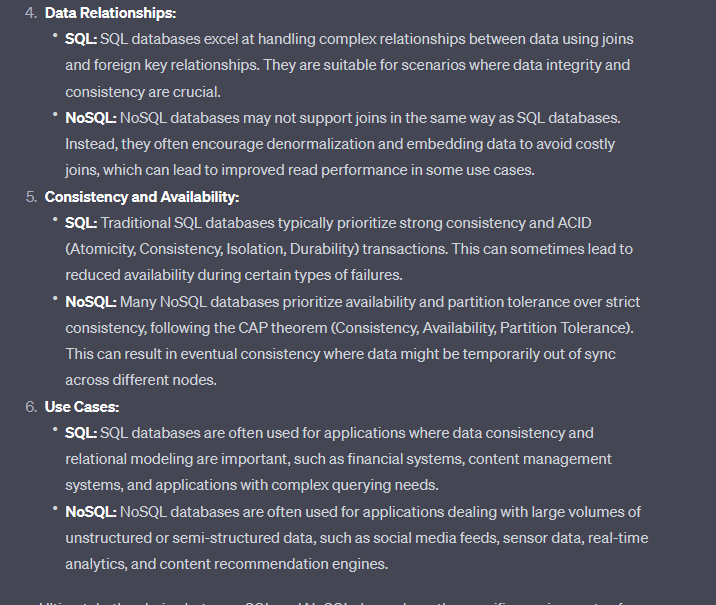 4. Data Relationships:
• SQL: SQL databases excel at handling complex relationships between data using joins
and foreign key relationships. They are suitable for scenarios where data integrity and
consistency are crucial.
• NoSQL: NoSQL databases may not support joins in the same way as SQL databases.
Instead, they often encourage denormalization and embedding data to avoid costly
joins, which can lead to improved read performance in some use cases.
5. Consistency and Availability:
• SQL: Traditional SQL databases typically prioritize strong consistency and ACID
(Atomicity, Consistency, Isolation, Durability) transactions. This can sometimes lead to
reduced availability during certain types of failures.
• NoSQL: Many NoSQL databases prioritize availability and partition tolerance over strict
consistency, following the CAP theorem (Consistency, Availability, Partition Tolerance).
This can result in eventual consistency where data might be temporarily out of sync
across different nodes.
6. Use Cases:
• SQL: SQL databases are often used for applications where data consistency and
relational modeling are important, such as financial systems, content management
systems, and applications with complex querying needs.
• NoSQL: NoSQL databases are often used for applications dealing with large volumes of
unstructured or semi-structured data, such as social media feeds, sensor data, real-time
analytics, and content recommendation engines.